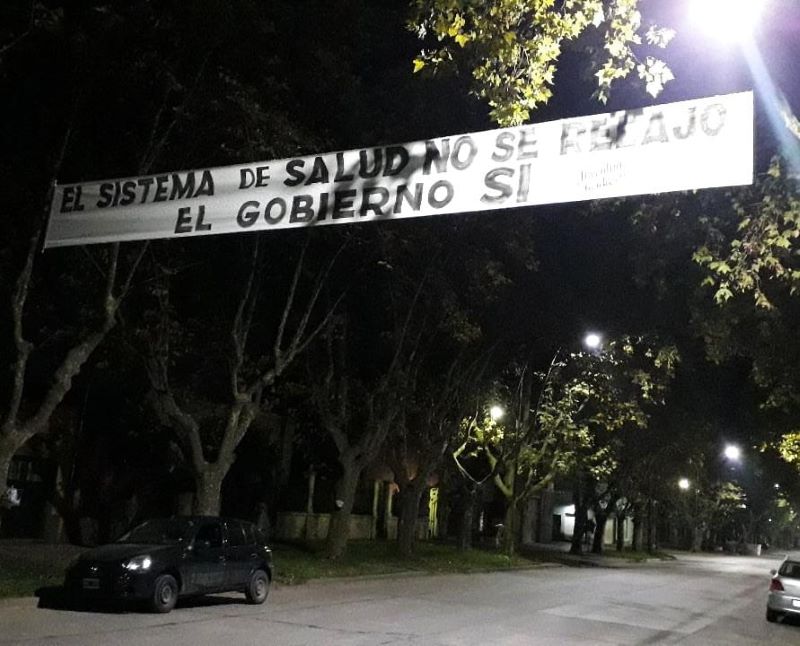 EL SISTEMA DE SALUD NO SE RELAJO
EL GOBIERNO SI